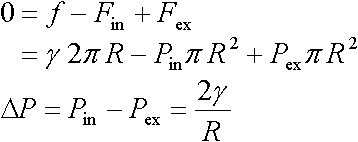 0 = f − F_in + F_ex
= γ 2π R − P_in π R² + P_ex π R²
ΔP = P_in − P_ex = 2γ / R